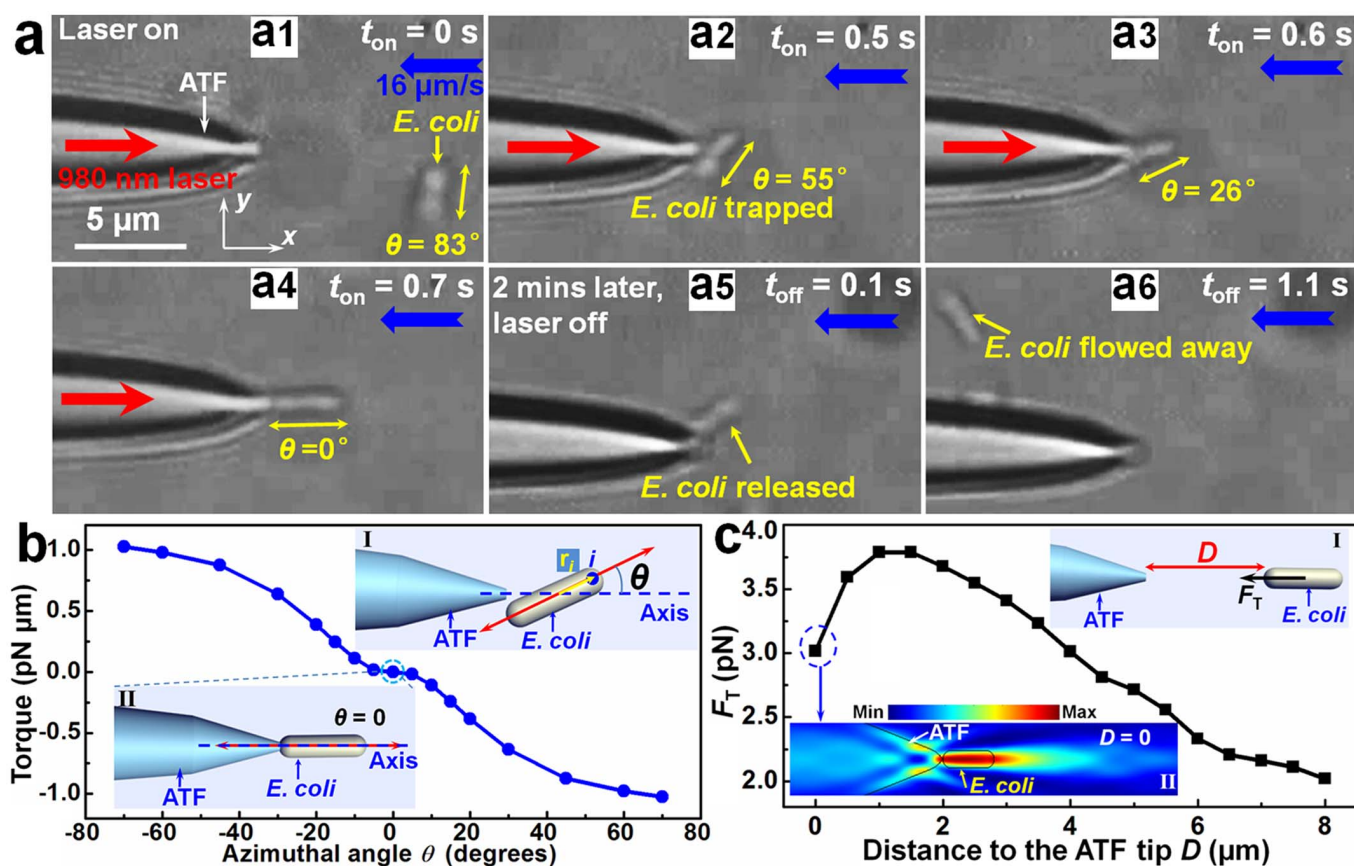 a
Laser on
a1
t_on = 0 s
16 μm/s
ATF
E. coli
980 nm laser
5 μm
y
x
θ = 83°
a2
t_on = 0.5 s
θ = 55°
E. coli trapped
a3
t_on = 0.6 s
θ = 26°
a4
t_on = 0.7 s
θ =0°
2 mins later,
laser off
a5
t_off = 0.1 s
E. coli released
a6
t_off = 1.1 s
E. coli flowed away
b
Torque (pN μm)
1.0
0.5
0.0
-0.5
-1.0
-80 -60 -40 -20 0 20 40 60 80
Azimuthal angle θ (degrees)
I
r_i
i
θ
Axis
ATF
E. coli
II
θ = 0
Axis
ATF
E. coli
c
F_T (pN)
4.0
3.5
3.0
2.5
2.0
0 2 4 6 8
Distance to the ATF tip D (μm)
I
D
F_T
ATF
E. coli
Min
Max
ATF
D = 0
E. coli
II